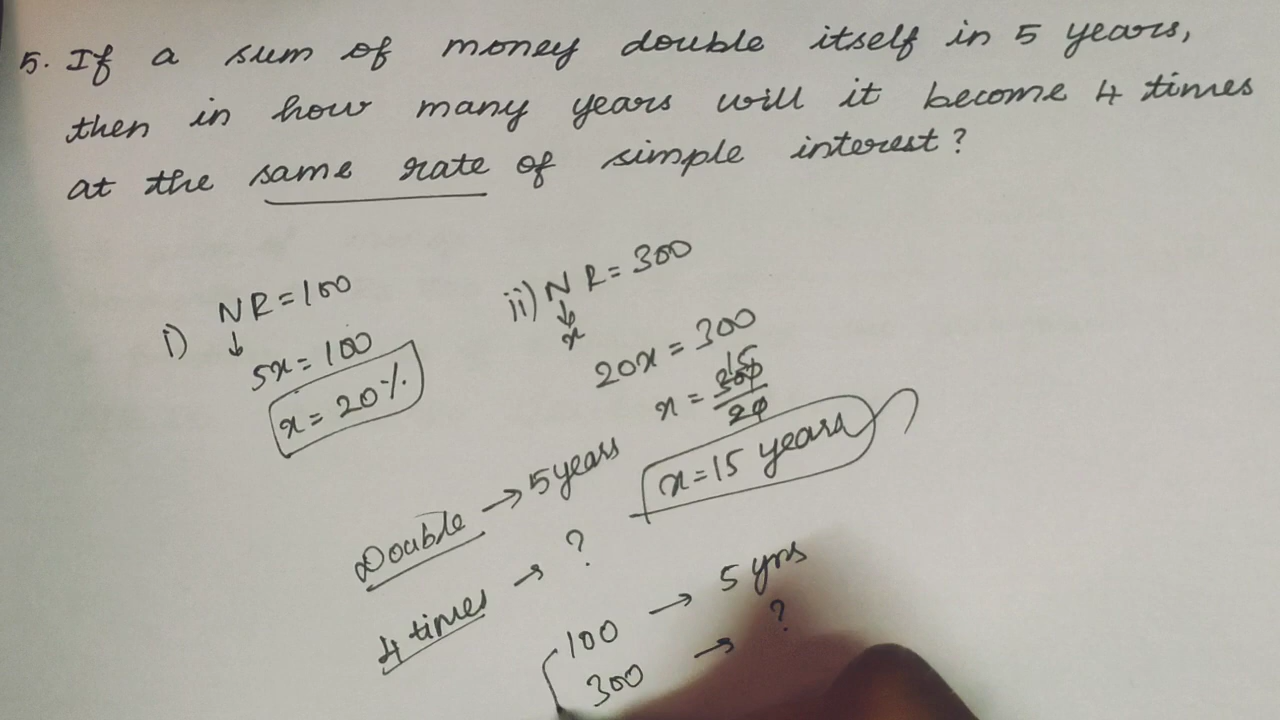 5. If a sum of money double itself in 5 years,
then in how many years will it become 4 times
at the same rate of simple interest?
i) NR = 100
↓
5x = 100
x = 20%
ii) NR = 300
↓
x
20x = 300
x = 300/20
15
x = 15 years
Double → 5 years
4 times → ?
100 → 5 yrs
300 → ?